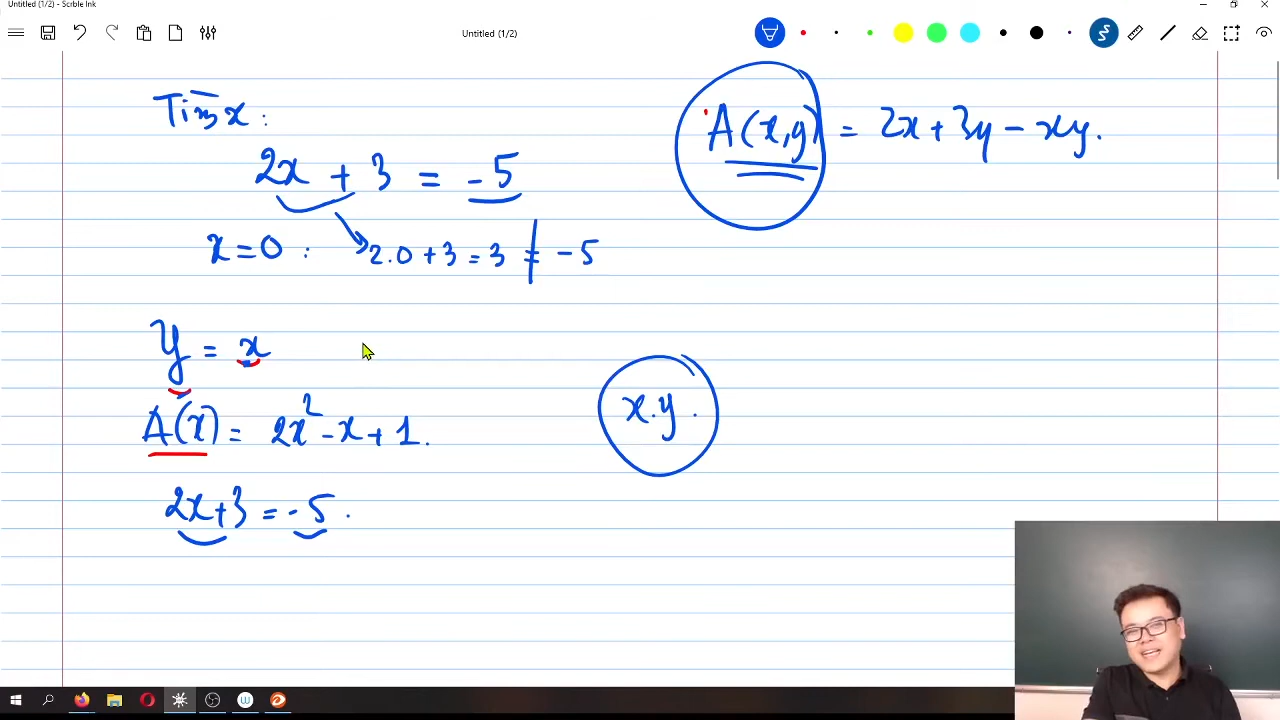 Untitled (1/2) - Scrble Ink
Untitled (1/2)
Tìm x:
2x + 3 = -5
x = 0 : 2.0 + 3 = 3 ≠ -5
A(x,y) = 2x + 3y - xy.
y = x
A(x) = 2x² - x + 1.
x.y.
2x + 3 = -5.